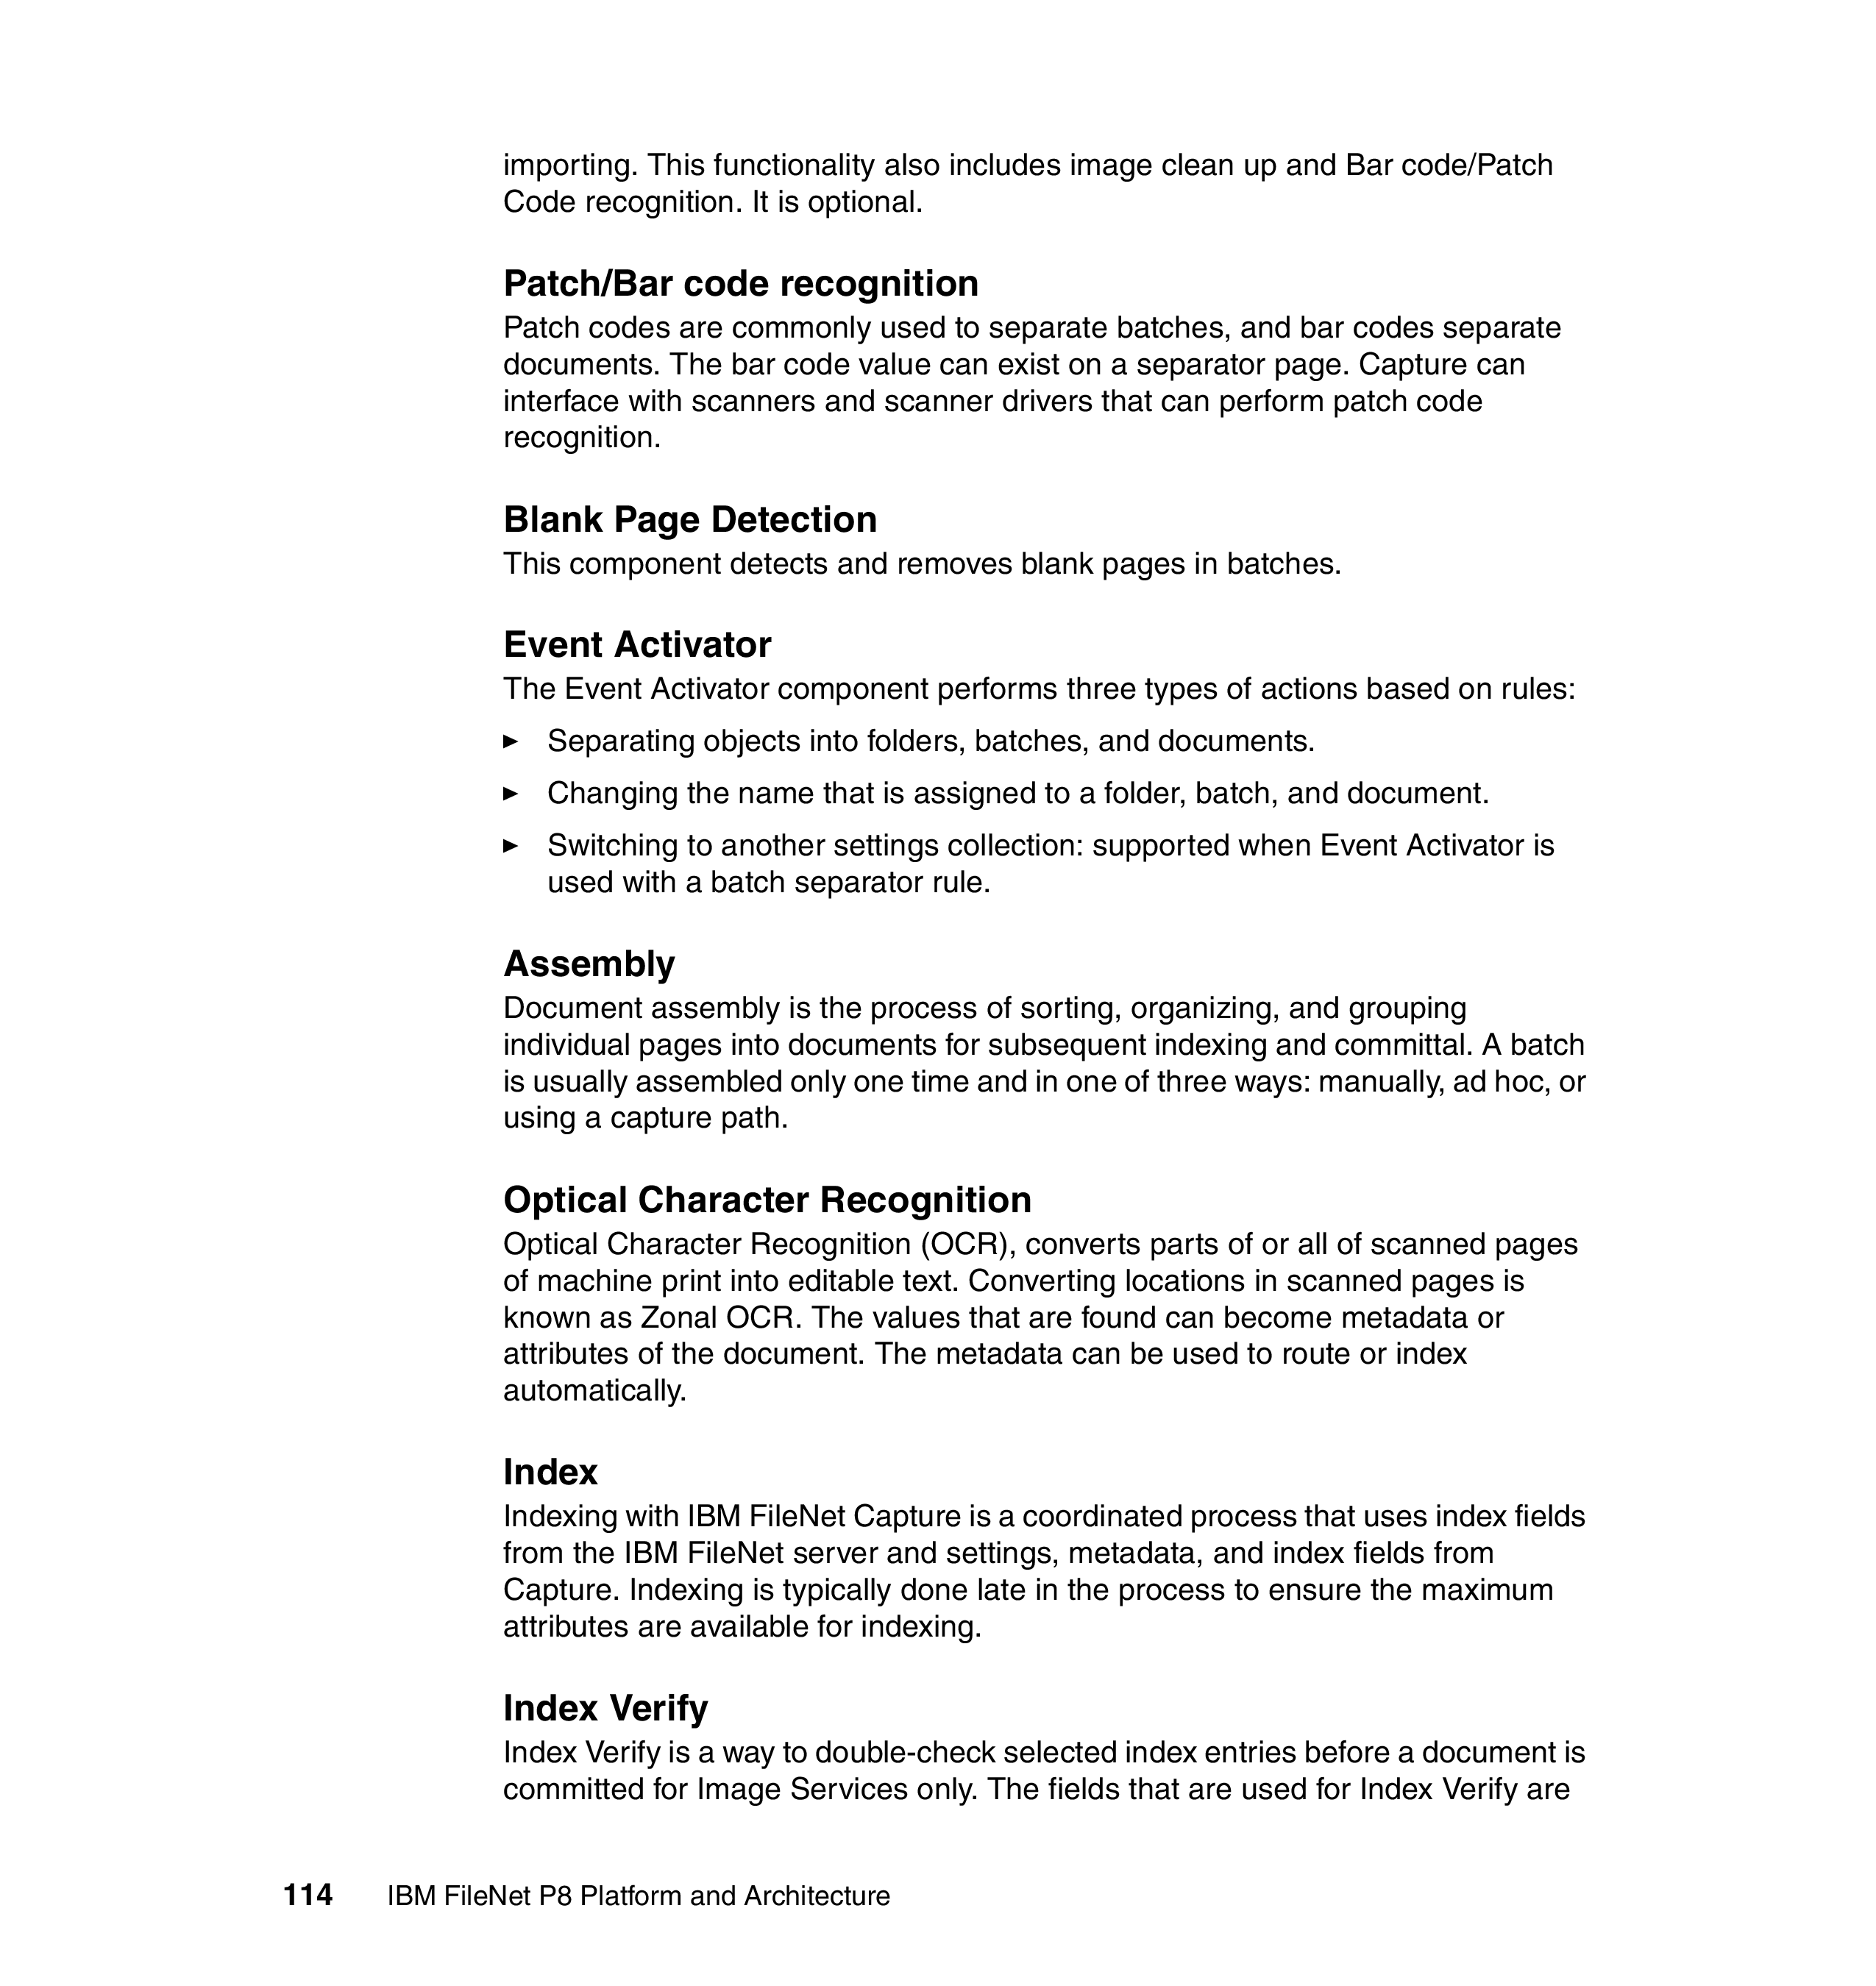 importing. This functionality also includes image clean up and Bar code/Patch
Code recognition. It is optional.
Patch/Bar code recognition
Patch codes are commonly used to separate batches, and bar codes separate
documents. The bar code value can exist on a separator page. Capture can
interface with scanners and scanner drivers that can perform patch code
recognition.
Blank Page Detection
This component detects and removes blank pages in batches.
Event Activator
The Event Activator component performs three types of actions based on rules:
► Separating objects into folders, batches, and documents.
► Changing the name that is assigned to a folder, batch, and document.
► Switching to another settings collection: supported when Event Activator is
used with a batch separator rule.
Assembly
Document assembly is the process of sorting, organizing, and grouping
individual pages into documents for subsequent indexing and committal. A batch
is usually assembled only one time and in one of three ways: manually, ad hoc, or
using a capture path.
Optical Character Recognition
Optical Character Recognition (OCR), converts parts of or all of scanned pages
of machine print into editable text. Converting locations in scanned pages is
known as Zonal OCR. The values that are found can become metadata or
attributes of the document. The metadata can be used to route or index
automatically.
Index
Indexing with IBM FileNet Capture is a coordinated process that uses index fields
from the IBM FileNet server and settings, metadata, and index fields from
Capture. Indexing is typically done late in the process to ensure the maximum
attributes are available for indexing.
Index Verify
Index Verify is a way to double-check selected index entries before a document is
committed for Image Services only. The fields that are used for Index Verify are
114 IBM FileNet P8 Platform and Architecture